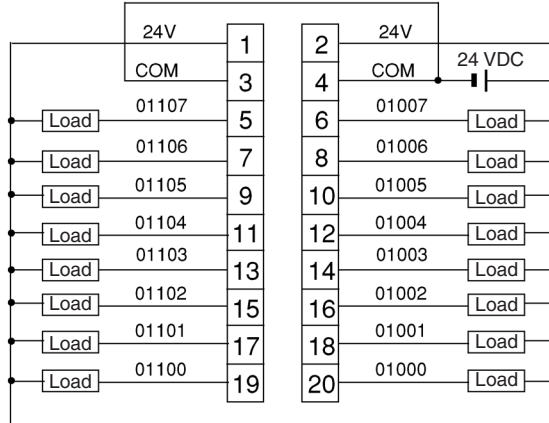 24V 1 2 24V
24 VDC
COM 3 4 COM
Load 01107 5 6 01007 Load
Load 01106 7 8 01006 Load
Load 01105 9 10 01005 Load
Load 01104 11 12 01004 Load
Load 01103 13 14 01003 Load
Load 01102 15 16 01002 Load
Load 01101 17 18 01001 Load
Load 01100 19 20 01000 Load